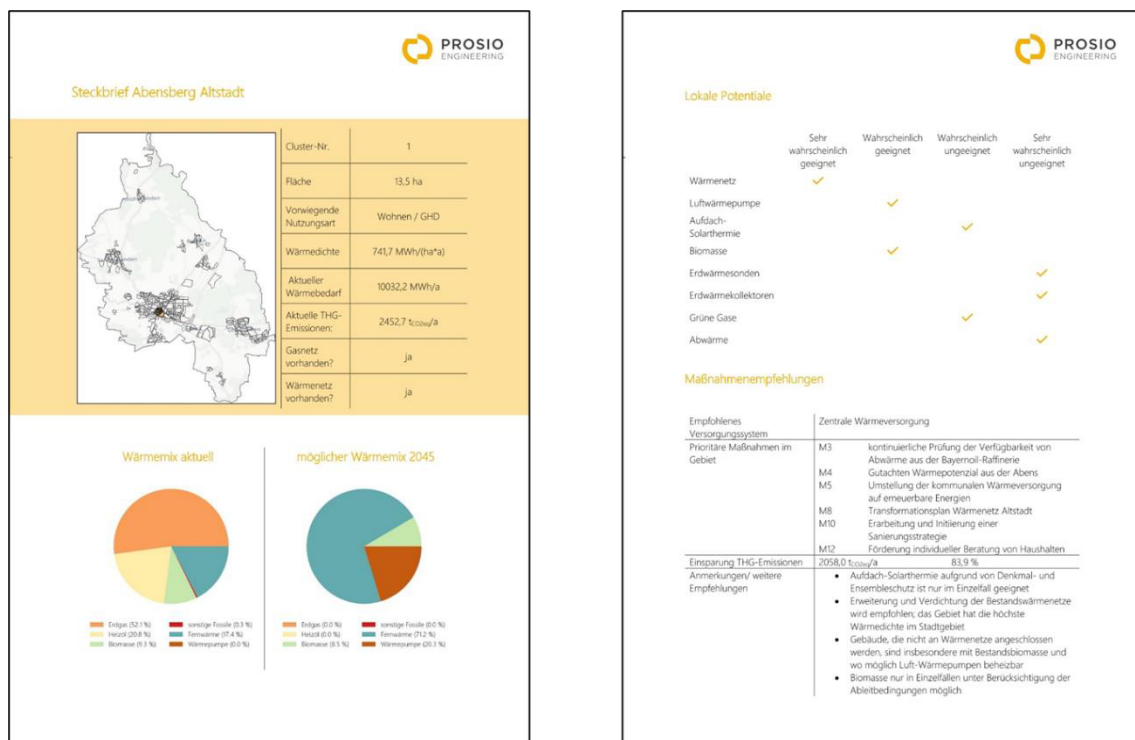 PROSIO
ENGINEERING
Steckbrief Abensberg Altstadt
Cluster-Nr. 1
Fläche 13,5 ha
Vorwiegende
Nutzungsart Wohnen / GHD
Wärmedichte 741,7 MWh/(ha*a)
Aktueller
Wärmebedarf 10032,2 MWh/a
Aktuelle THG-
Emissionen: 2452,7 tCO2äq/a
Gasnetz
vorhanden? ja
Wärmenetz
vorhanden? ja
Wärmemix aktuell
Erdgas (52.1 %) sonstige Fossile (0.3 %)
Heizöl (20.8 %) Fernwärme (17.4 %)
Biomasse (9.3 %) Wärmepumpe (0.0 %)
möglicher Wärmemix 2045
Erdgas (0.0 %) sonstige Fossile (0.0 %)
Heizöl (0.0 %) Fernwärme (71.2 %)
Biomasse (8.5 %) Wärmepumpe (20.3 %)
PROSIO
ENGINEERING
Lokale Potentiale
Sehr
wahrscheinlich
geeignet
Wahrscheinlich
geeignet
Wahrscheinlich
ungeeignet
Sehr
wahrscheinlich
ungeeignet
Wärmenetz ✓
Luftwärmepumpe ✓
Aufdach-
Solarthermie ✓
Biomasse ✓
Erdwärmesonden ✓
Erdwärmekollektoren ✓
Grüne Gase ✓
Abwärme ✓
Maßnahmenempfehlungen
Empfohlenes
Versorgungssystem
Zentrale Wärmeversorgung
Prioritäre Maßnahmen im
Gebiet
M3 kontinuierliche Prüfung der Verfügbarkeit von
Abwärme aus der Bayernoil-Raffinerie
M4 Gutachten Wärmepotenzial aus der Abens
M5 Umstellung der kommunalen Wärmeversorgung
auf erneuerbare Energien
M8 Transformationsplan Wärmenetz Altstadt
M10 Erarbeitung und Initiierung einer
Sanierungsstrategie
M12 Förderung individueller Beratung von Haushalten
Einsparung THG-Emissionen 2058,0 tCO2äq/a 83,9 %
Anmerkungen/ weitere
Empfehlungen
• Aufdach-Solarthermie aufgrund von Denkmal- und
Ensembleschutz ist nur im Einzelfall geeignet
• Erweiterung und Verdichtung der Bestandswärmenetze
wird empfohlen; das Gebiet hat die höchste
Wärmedichte im Stadtgebiet
• Gebäude, die nicht an Wärmenetze angeschlossen
werden, sind insbesondere mit Bestandsbiomasse und
wo möglich Luft-Wärmepumpen beheizbar
• Biomasse nur in Einzelfällen unter Berücksichtigung der
Ableitbedingungen möglich